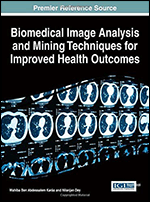 Premier Reference Source
Biomedical Image Analysis
and Mining Techniques for
Improved Health Outcomes
Wahiba Ben Abdessalem Karâa and Nilanjan Dey
IGI